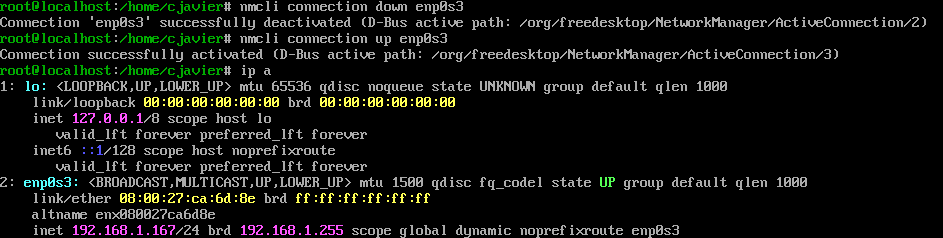 root@localhost:/home/cjavier# nmcli connection down enp0s3
Connection 'enp0s3' successfully deactivated (D-Bus active path: /org/freedesktop/NetworkManager/ActiveConnection/2)
root@localhost:/home/cjavier# nmcli connection up enp0s3
Connection successfully activated (D-Bus active path: /org/freedesktop/NetworkManager/ActiveConnection/3)
root@localhost:/home/cjavier# ip a
1: lo: <LOOPBACK,UP,LOWER_UP> mtu 65536 qdisc noqueue state UNKNOWN group default qlen 1000
    link/loopback 00:00:00:00:00:00 brd 00:00:00:00:00:00
    inet 127.0.0.1/8 scope host lo
       valid_lft forever preferred_lft forever
    inet6 ::1/128 scope host noprefixroute
       valid_lft forever preferred_lft forever
2: enp0s3: <BROADCAST,MULTICAST,UP,LOWER_UP> mtu 1500 qdisc fq_codel state UP group default qlen 1000
    link/ether 08:00:27:ca:6d:8e brd ff:ff:ff:ff:ff:ff
    altname enx080027ca6d8e
    inet 192.168.1.167/24 brd 192.168.1.255 scope global dynamic noprefixroute enp0s3